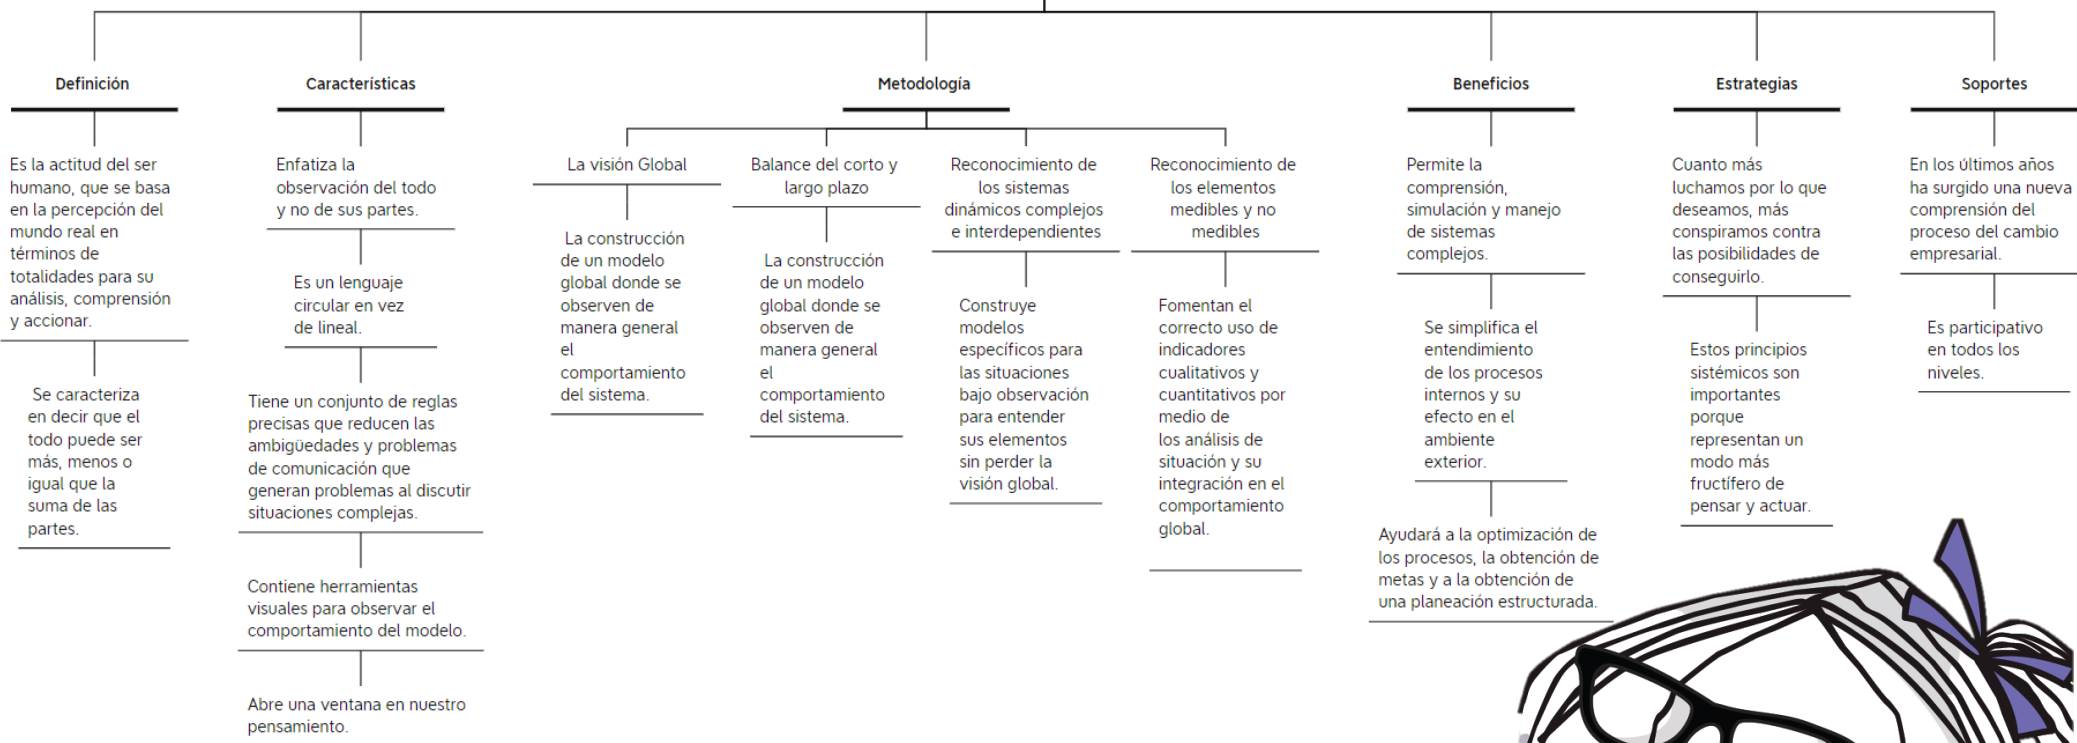 Definición
Es la actitud del ser
humano, que se basa
en la percepción del
mundo real en
términos de
totalidades para su
análisis, comprensión
y accionar.
Se caracteriza
en decir que el
todo puede ser
más, menos o
igual que la
suma de las
partes.
Características
Enfatiza la
observación del todo
y no de sus partes.
Es un lenguaje
circular en vez
de lineal.
Tiene un conjunto de reglas
precisas que reducen las
ambigüedades y problemas
de comunicación que
generan problemas al discutir
situaciones complejas.
Contiene herramientas
visuales para observar el
comportamiento del modelo.
Abre una ventana en nuestro
pensamiento.
Metodología
La visión Global
La construcción
de un modelo
global donde se
observen de
manera general
el
comportamiento
del sistema.
Balance del corto y
largo plazo
La construcción
de un modelo
global donde se
observen de
manera general
el
comportamiento
del sistema.
Reconocimiento de
los sistemas
dinámicos complejos
e interdependientes
Construye
modelos
específicos para
las situaciones
bajo observación
para entender
sus elementos
sin perder la
visión global.
Reconocimiento de
los elementos
medibles y no
medibles
Fomentan el
correcto uso de
indicadores
cualitativos y
cuantitativos por
medio de
los análisis de
situación y su
integración en el
comportamiento
global.
Beneficios
Permite la
comprensión,
simulación y manejo
de sistemas
complejos.
Se simplifica el
entendimiento
de los procesos
internos y su
efecto en el
ambiente
exterior.
Ayudará a la optimización de
los procesos, la obtención de
metas y a la obtención de
una planeación estructurada.
Estrategias
Cuanto más
luchamos por lo que
deseamos, más
conspiramos contra
las posibilidades de
conseguirlo.
Estos principios
sistémicos son
importantes
porque
representan un
modo más
fructífero de
pensar y actuar.
Soportes
En los últimos años
ha surgido una nueva
comprensión del
proceso del cambio
empresarial.
Es participativo
en todos los
niveles.